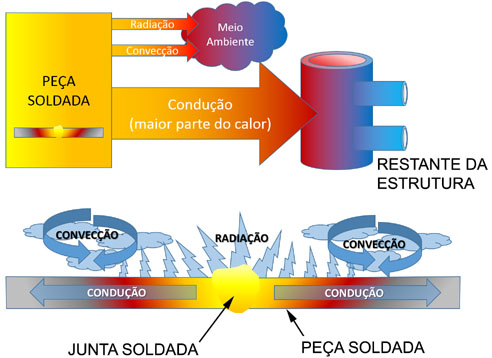 Radiação
Convecção
Meio
Ambiente
PEÇA
SOLDADA
Condução
(maior parte do calor)
RESTANTE DA
ESTRUTURA
CONVECÇÃO
RADIAÇÃO
CONVECÇÃO
CONDUÇÃO
CONDUÇÃO
JUNTA SOLDADA
PEÇA SOLDADA